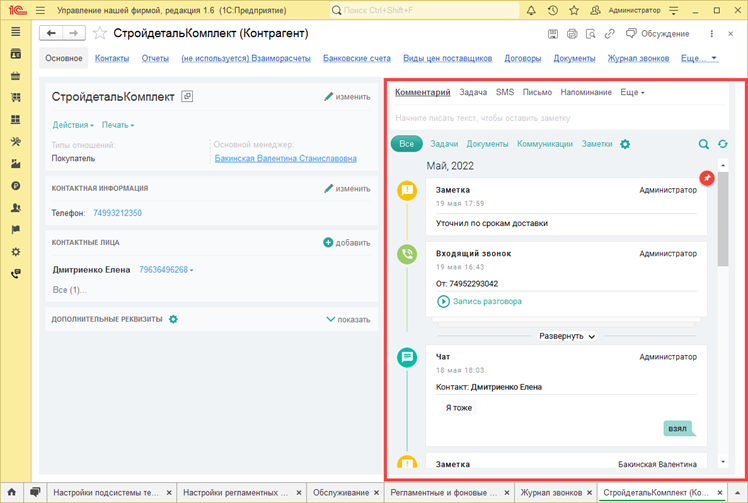 Управление нашей фирмой, редакция 1.6 (1С:Предприятие)
Поиск Ctrl+Shift+F
Администратор
СтройдетальКомплект (Контрагент)
Обсуждение
Основное Контакты Отчеты (не используется) Взаиморасчеты Банковские счета Виды цен поставщиков Договоры Документы Журнал звонков Еще...
СтройдетальКомплект
изменить
Действия Печать
Типы отношений: Основной менеджер:
Покупатель Бакинская Валентина Станиславовна
КОНТАКТНАЯ ИНФОРМАЦИЯ изменить
Телефон: 74993212350
КОНТАКТНЫЕ ЛИЦА добавить
Дмитриенко Елена 79636496268
Все (1)...
ДОПОЛНИТЕЛЬНЫЕ РЕКВИЗИТЫ показать
Комментарий Задача SMS Письмо Напоминание Еще
Начните писать текст, чтобы оставить заметку
Все Задачи Документы Коммуникации Заметки
Май, 2022
Заметка Администратор
19 мая 17:59
Уточнил по срокам доставки
Входящий звонок Администратор
19 мая 16:43
От: 74952293042
Запись разговора
Развернуть
Чат Администратор
18 мая 18:03
Контакт: Дмитриенко Елена
Я тоже
взял
Заметка Бакинская Валентина
Настройки подсистемы те... Настройки регламентных ... Обслуживание Регламентные и фоновые ... Журнал звонков СтройдетальКомплект (Ко...